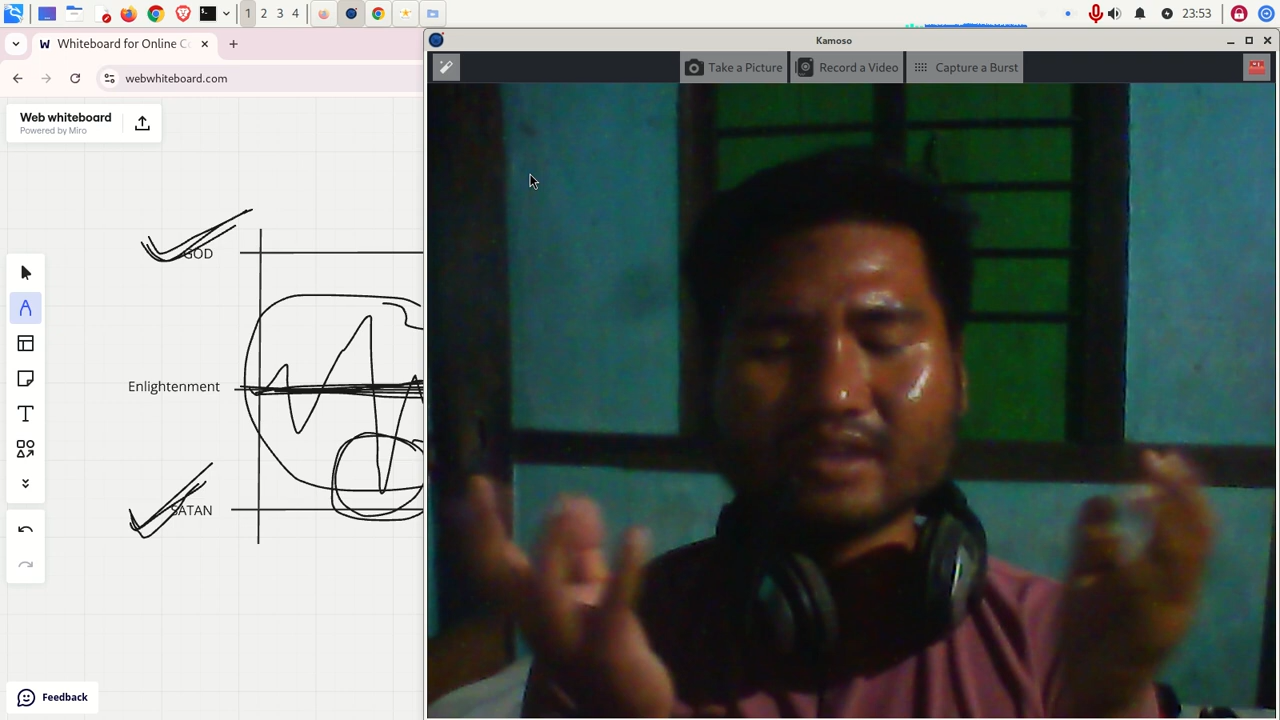 1 2 3 4
23:53
Whiteboard for Online Co
webwhiteboard.com
Kamoso
Take a Picture
Record a Video
Capture a Burst
Web whiteboard
Powered by Miro
GOD
Enlightenment
SATAN
Feedback